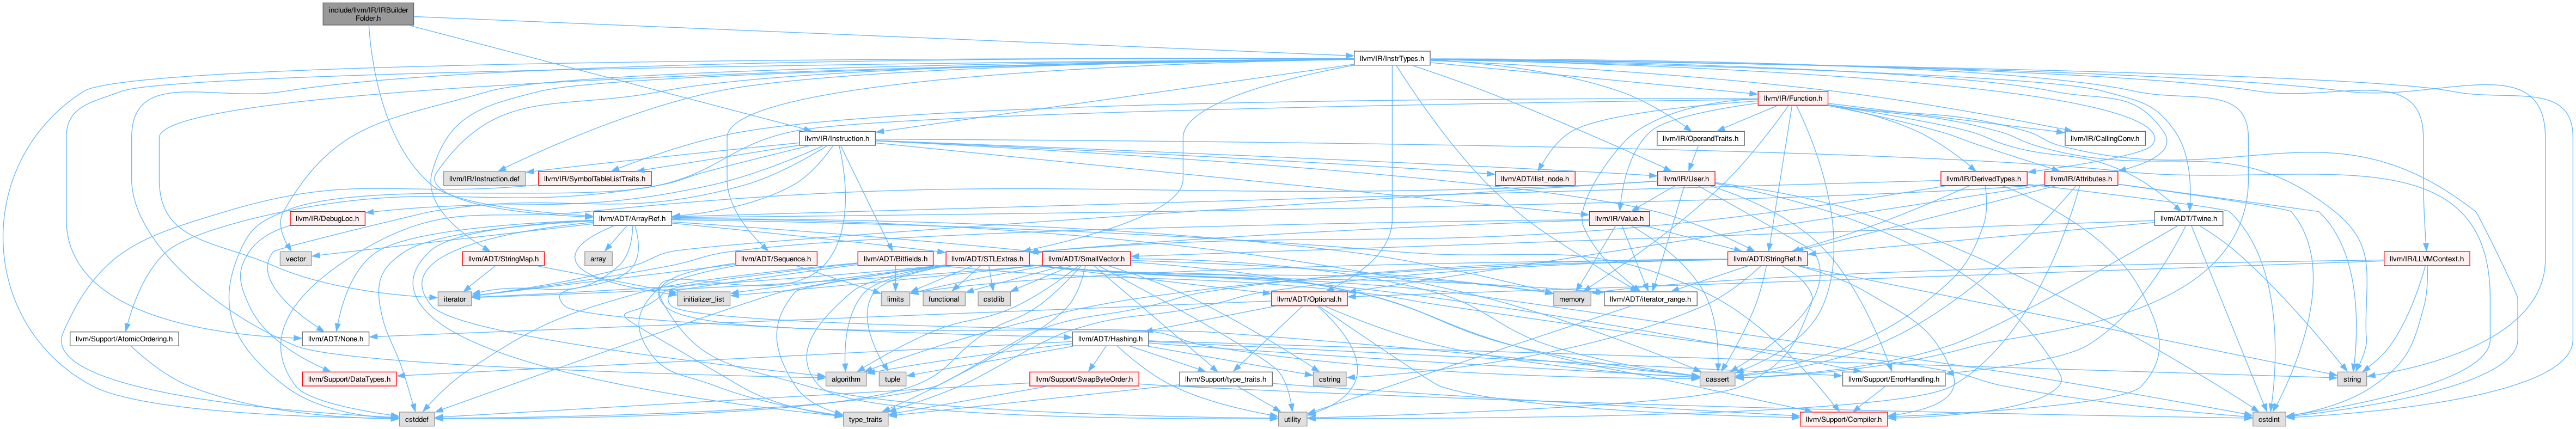 include/llvm/IR/IRBuilder
Folder.h
llvm/IR/InstrTypes.h
llvm/IR/Function.h
llvm/IR/Instruction.h
llvm/IR/OperandTraits.h
llvm/IR/CallingConv.h
llvm/IR/Instruction.def
llvm/IR/SymbolTableListTraits.h
llvm/ADT/ilist_node.h
llvm/IR/User.h
llvm/IR/DerivedTypes.h
llvm/IR/Attributes.h
llvm/IR/DebugLoc.h
llvm/ADT/ArrayRef.h
llvm/IR/Value.h
llvm/ADT/Twine.h
vector
llvm/ADT/StringMap.h
array
llvm/ADT/Sequence.h
llvm/ADT/Bitfields.h
llvm/ADT/STLExtras.h
llvm/ADT/SmallVector.h
llvm/ADT/StringRef.h
llvm/IR/LLVMContext.h
iterator
initializer_list
limits
functional
cstdlib
llvm/ADT/Optional.h
memory
llvm/ADT/iterator_range.h
llvm/Support/AtomicOrdering.h
llvm/ADT/None.h
llvm/ADT/Hashing.h
llvm/Support/DataTypes.h
algorithm
tuple
llvm/Support/SwapByteOrder.h
llvm/Support/type_traits.h
cstring
cassert
llvm/Support/ErrorHandling.h
string
cstddef
type_traits
utility
llvm/Support/Compiler.h
cstdint